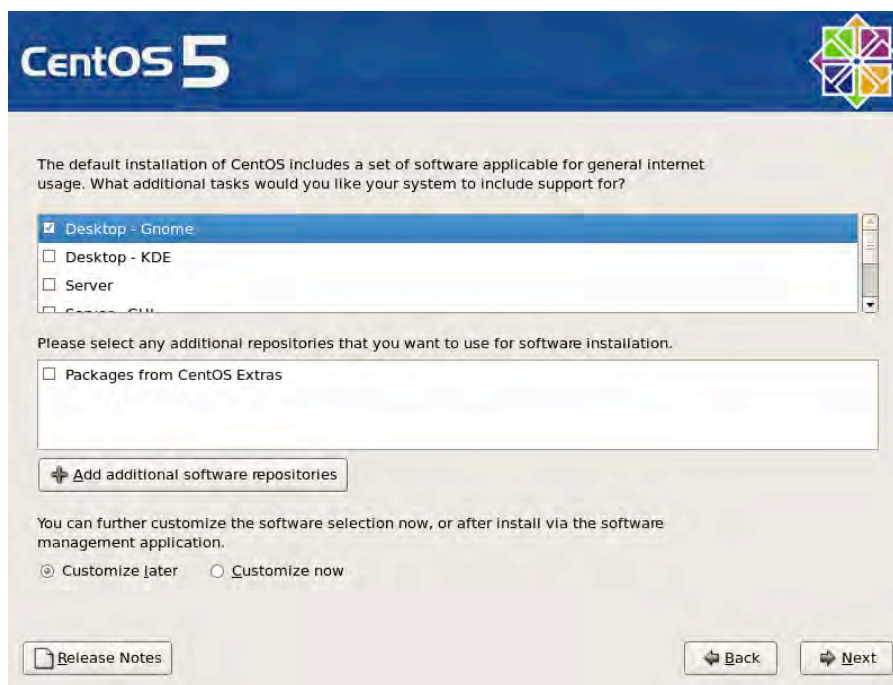 CentOS 5
The default installation of CentOS includes a set of software applicable for general internet
usage. What additional tasks would you like your system to include support for?
Desktop - Gnome
Desktop - KDE
Server
Server - GUI
Please select any additional repositories that you want to use for software installation.
Packages from CentOS Extras
Add additional software repositories
You can further customize the software selection now, or after install via the software
management application.
Customize later Customize now
Release Notes Back Next